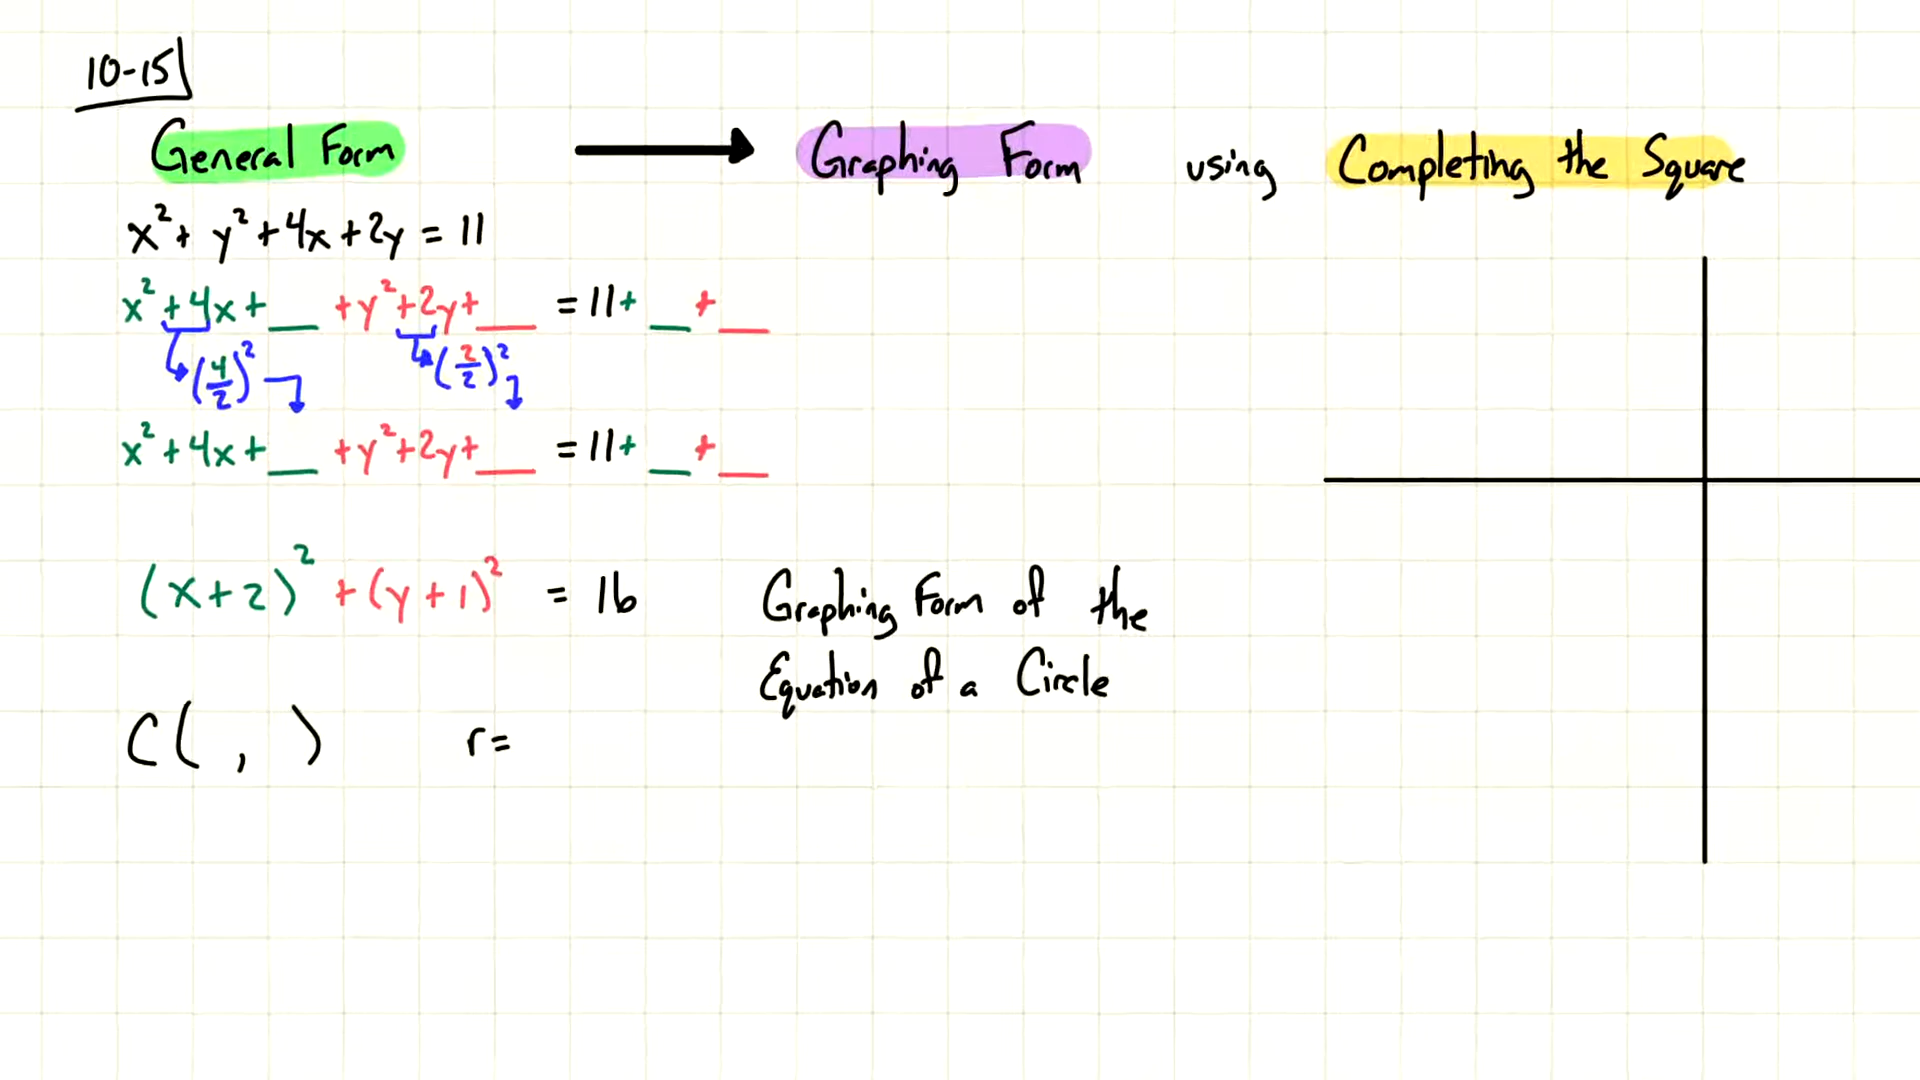 10-15
General Form → Graphing Form using Completing the Square
x² + y² + 4x + 2y = 11
x² + 4x + __ + y² + 2y + __ = 11 + __ + __
(4/2)² (2/2)²
x² + 4x + __ + y² + 2y + __ = 11 + __ + __
(x + 2)² + (y + 1)² = 16
Graphing Form of the
Equation of a Circle
C( , ) r=